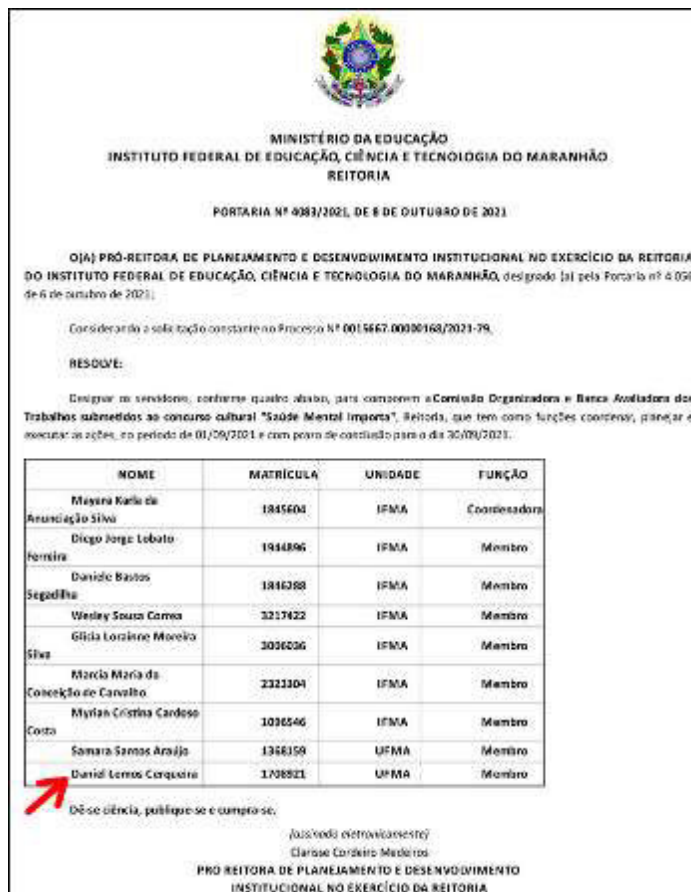 MINISTÉRIO DA EDUCAÇÃO
INSTITUTO FEDERAL DE EDUCAÇÃO, CIÊNCIA E TECNOLOGIA DO MARANHÃO
REITORIA
PORTARIA Nº 4083/2021, DE 8 DE OUTUBRO DE 2021
O(A) PRÓ-REITORA DE PLANEJAMENTO E DESENVOLVIMENTO INSTITUCIONAL NO EXERCÍCIO DA REITORIA
DO INSTITUTO FEDERAL DE EDUCAÇÃO, CIÊNCIA E TECNOLOGIA DO MARANHÃO, designado (a) pela Portaria nº 4.056
de 6 de outubro de 2021;
Considerando a solicitação constante no Processo Nº 0015667.00000168/2021-79,
RESOLVE:
Designar os servidores, conforme quadro abaixo, para comporem a Comissão Organizadora e Banca Avaliadora dos
Trabalhos submetidos ao concurso cultural "Saúde Mental Importa", Reitoria, que tem como funções coordenar, planejar e
executar as ações, no período de 01/09/2021 e com prazo de conclusão para o dia 30/09/2021.
NOME MATRÍCULA UNIDADE FUNÇÃO
Mayara Karla da
Anunciação Silva 1845604 IFMA Coordenadora
Diego Jorge Lobato
Ferreira 1944896 IFMA Membro
Daniele Bastos
Segadilha 1846288 IFMA Membro
Wesley Sousa Correa 3217422 IFMA Membro
Glicia Lorainne Moreira
Silva 3006036 IFMA Membro
Marcia Maria da
Conceição de Carvalho 2323304 IFMA Membro
Myrian Cristina Cardoso
Costa 1096546 IFMA Membro
Samara Santos Araújo 1368159 UFMA Membro
Daniel Lemos Cerqueira 1708921 UFMA Membro
Dê-se ciência, publique-se e cumpra-se.
(assinado eletronicamente)
Clarisse Cordeiro Medeiros
PRO REITORA DE PLANEJAMENTO E DESENVOLVIMENTO
INSTITUCIONAL NO EXERCÍCIO DA REITORIA